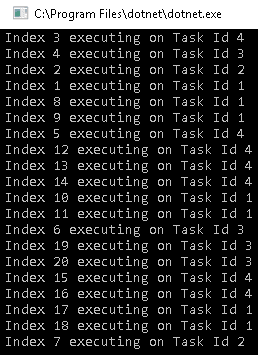 C:\Program Files\dotnet\dotnet.exe
Index 3 executing on Task Id 4
Index 4 executing on Task Id 3
Index 2 executing on Task Id 2
Index 1 executing on Task Id 1
Index 8 executing on Task Id 1
Index 9 executing on Task Id 1
Index 5 executing on Task Id 4
Index 12 executing on Task Id 4
Index 13 executing on Task Id 4
Index 14 executing on Task Id 4
Index 10 executing on Task Id 1
Index 11 executing on Task Id 1
Index 6 executing on Task Id 3
Index 19 executing on Task Id 3
Index 20 executing on Task Id 3
Index 15 executing on Task Id 4
Index 16 executing on Task Id 4
Index 17 executing on Task Id 1
Index 18 executing on Task Id 1
Index 7 executing on Task Id 2